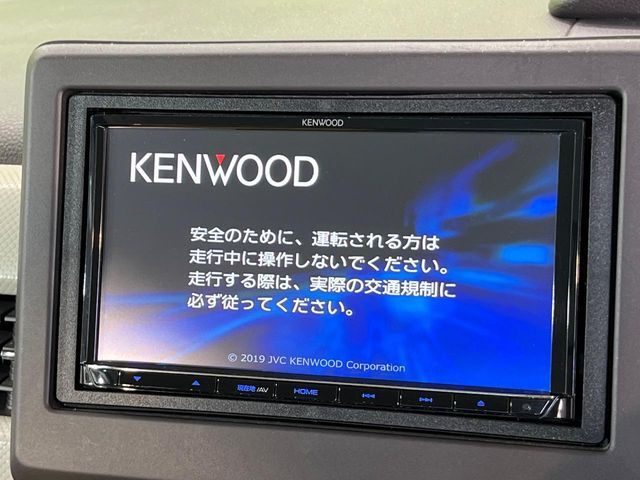 KENWOOD
KENWOOD
安全のために、運転される方は
走行中に操作しないでください。
走行する際は、実際の交通規制に
必ず従ってください。
© 2019 JVC KENWOOD Corporation
現在地/AV HOME